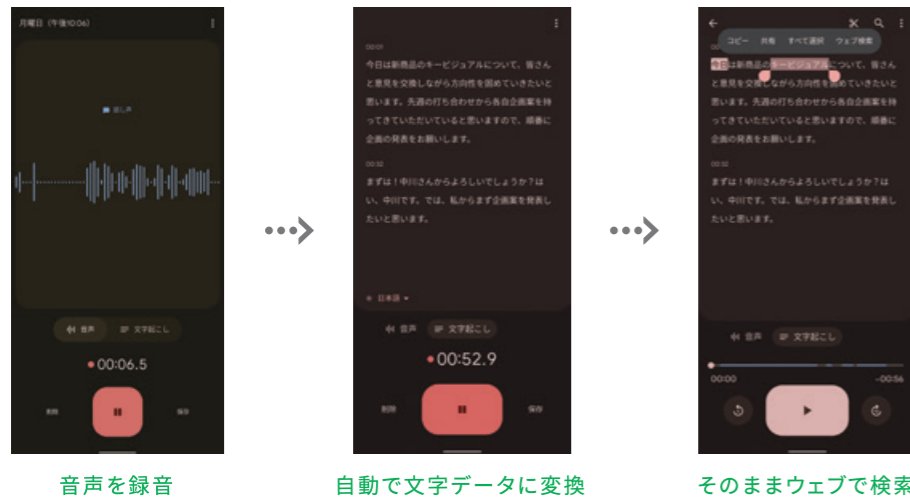 月曜日（午後10:06）
話し声
音声
文字起こし
00:06.5
削除
保存
音声を録音
00:01
今日は新商品のキービジュアルについて、皆さん
と意見を交換しながら方向性を固めていきたいと
思います。先週の打ち合わせから各自企画案を持
ってきていただいていると思いますので、順番に
企画の発表をお願いします。
00:32
まずは！中川さんからよろしいでしょうか？は
い、中川です。では、私からまず企画案を発表し
たいと思います。
日本語
音声
文字起こし
00:52.9
削除
保存
自動で文字データに変換
コピー 共有 すべて選択 ウェブ検索
今日は新商品のキービジュアルについて、皆さん
と意見を交換しながら方向性を固めていきたいと
思います。先週の打ち合わせから各自企画案を持
ってきていただいていると思いますので、順番に
企画の発表をお願いします。
00:32
まずは！中川さんからよろしいでしょうか？は
い、中川です。では、私からまず企画案を発表し
たいと思います。
音声
文字起こし
00:00
-00:56
5
そのままウェブで検索